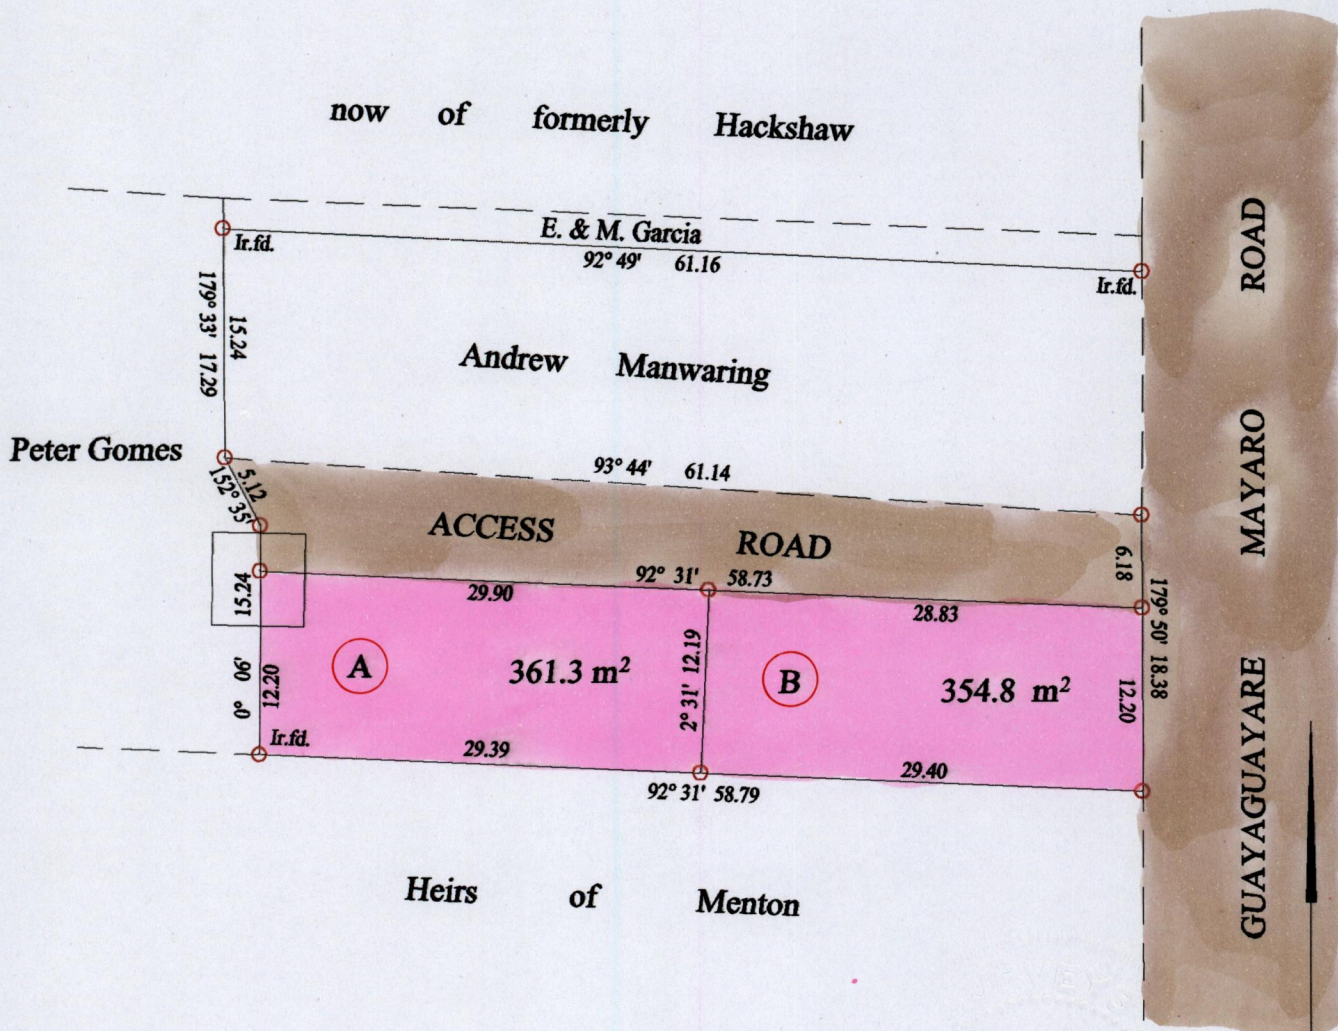 now of formerly Hackshaw
E. & M. Garcia
92° 49' 61.16
Ir.fd.
Ir.fd.
179° 33' 17.29
15.24
Andrew Manwaring
Peter Gomes
93° 44' 61.14
5.12
152° 35'
ACCESS ROAD
92° 31' 58.73
29.90
28.83
6.18
179° 50' 18.38
15.24
0° 06'
12.20
A
361.3 m²
2° 31' 12.19
B
354.8 m²
12.20
Ir.fd.
29.39
29.40
92° 31' 58.79
Heirs of Menton
GUAYAGUAYARE MAYARO ROAD